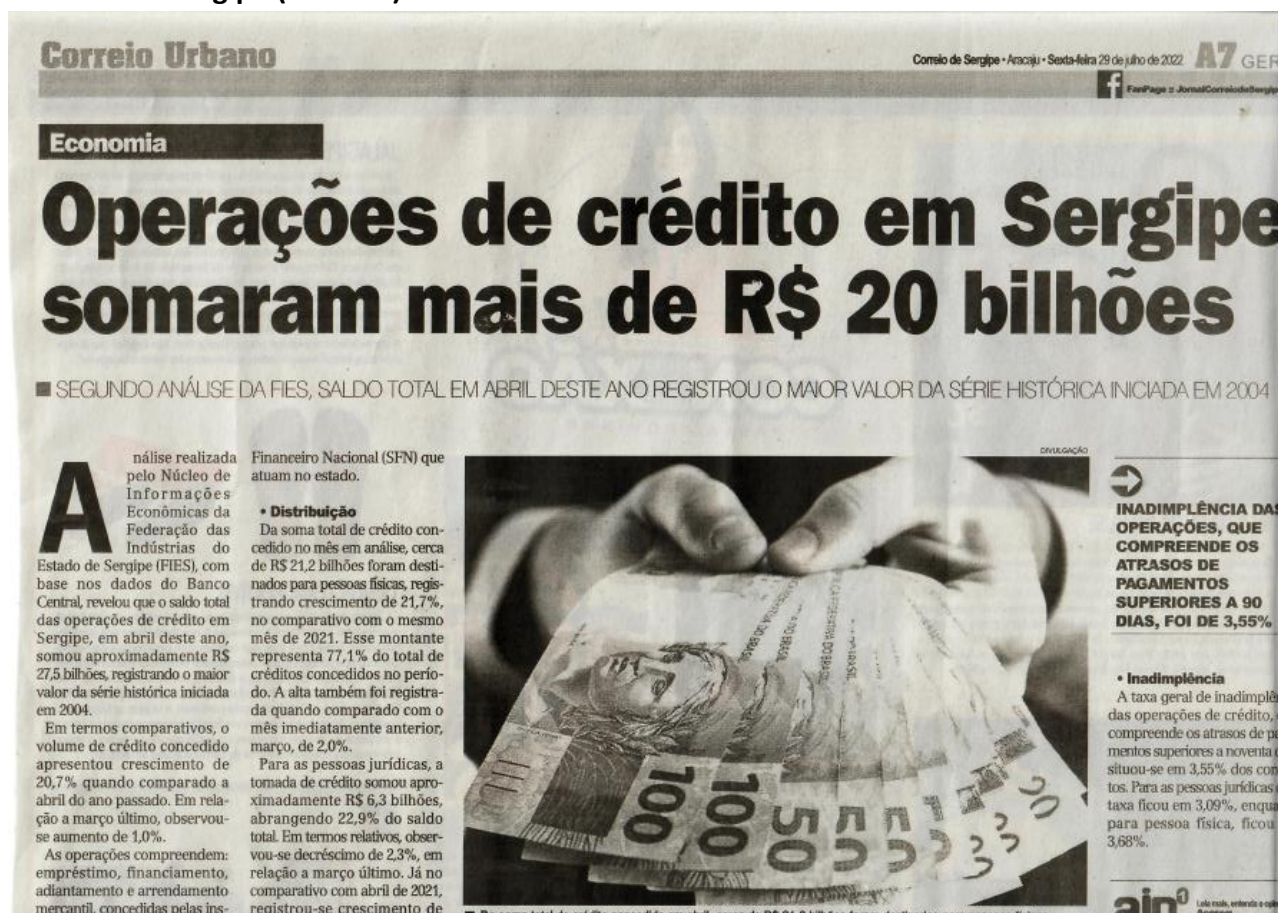 Correio Urbano
Correio de Sergipe • Aracaju • Sexta-feira 29 de julho de 2022 A7 GER
FanPage :: JornalCorreiodeSergipe
Economia
Operações de crédito em Sergipe
somaram mais de R$ 20 bilhões
■ SEGUNDO ANÁLISE DA FIES, SALDO TOTAL EM ABRIL DESTE ANO REGISTROU O MAIOR VALOR DA SÉRIE HISTÓRICA INICIADA EM 2004
Análise realizada
pelo Núcleo de
Informações
Econômicas da
Federação das
Indústrias do
Estado de Sergipe (FIES), com
base nos dados do Banco
Central, revelou que o saldo total
das operações de crédito em
Sergipe, em abril deste ano,
somou aproximadamente R$
27,5 bilhões, registrando o maior
valor da série histórica iniciada
em 2004.
Em termos comparativos, o
volume de crédito concedido
apresentou crescimento de
20,7% quando comparado a
abril do ano passado. Em rela-
ção a março último, observou-
se aumento de 1,0%.
As operações compreendem:
empréstimo, financiamento,
adiantamento e arrendamento
mercantil, concedidas pelas ins-
Financeiro Nacional (SFN) que
atuam no estado.
• Distribuição
Da soma total de crédito con-
cedido no mês em análise, cerca
de R$ 21,2 bilhões foram desti-
nados para pessoas físicas, regis-
trando crescimento de 21,7%,
no comparativo com o mesmo
mês de 2021. Esse montante
representa 77,1% do total de
créditos concedidos no perío-
do. A alta também foi registra-
da quando comparado com o
mês imediatamente anterior,
março, de 2,0%.
Para as pessoas jurídicas, a
tomada de crédito somou apro-
ximadamente R$ 6,3 bilhões,
abrangendo 22,9% do saldo
total. Em termos relativos, obser-
vou-se decréscimo de 2,3%, em
relação a março último. Já no
comparativo com abril de 2021,
registrou-se crescimento de
DIVULGAÇÃO
100
100
50
50
INADIMPLÊNCIA DAS
OPERAÇÕES, QUE
COMPREENDE OS
ATRASOS DE
PAGAMENTOS
SUPERIORES A 90
DIAS, FOI DE 3,55%
• Inadimplência
A taxa geral de inadimplê
das operações de crédito,
compreende os atrasos de pa
mentos superiores a noventa
situou-se em 3,55% dos con
tos. Para as pessoas jurídicas
taxa ficou em 3,09%, enqua
para pessoa física, ficou
3,68%.